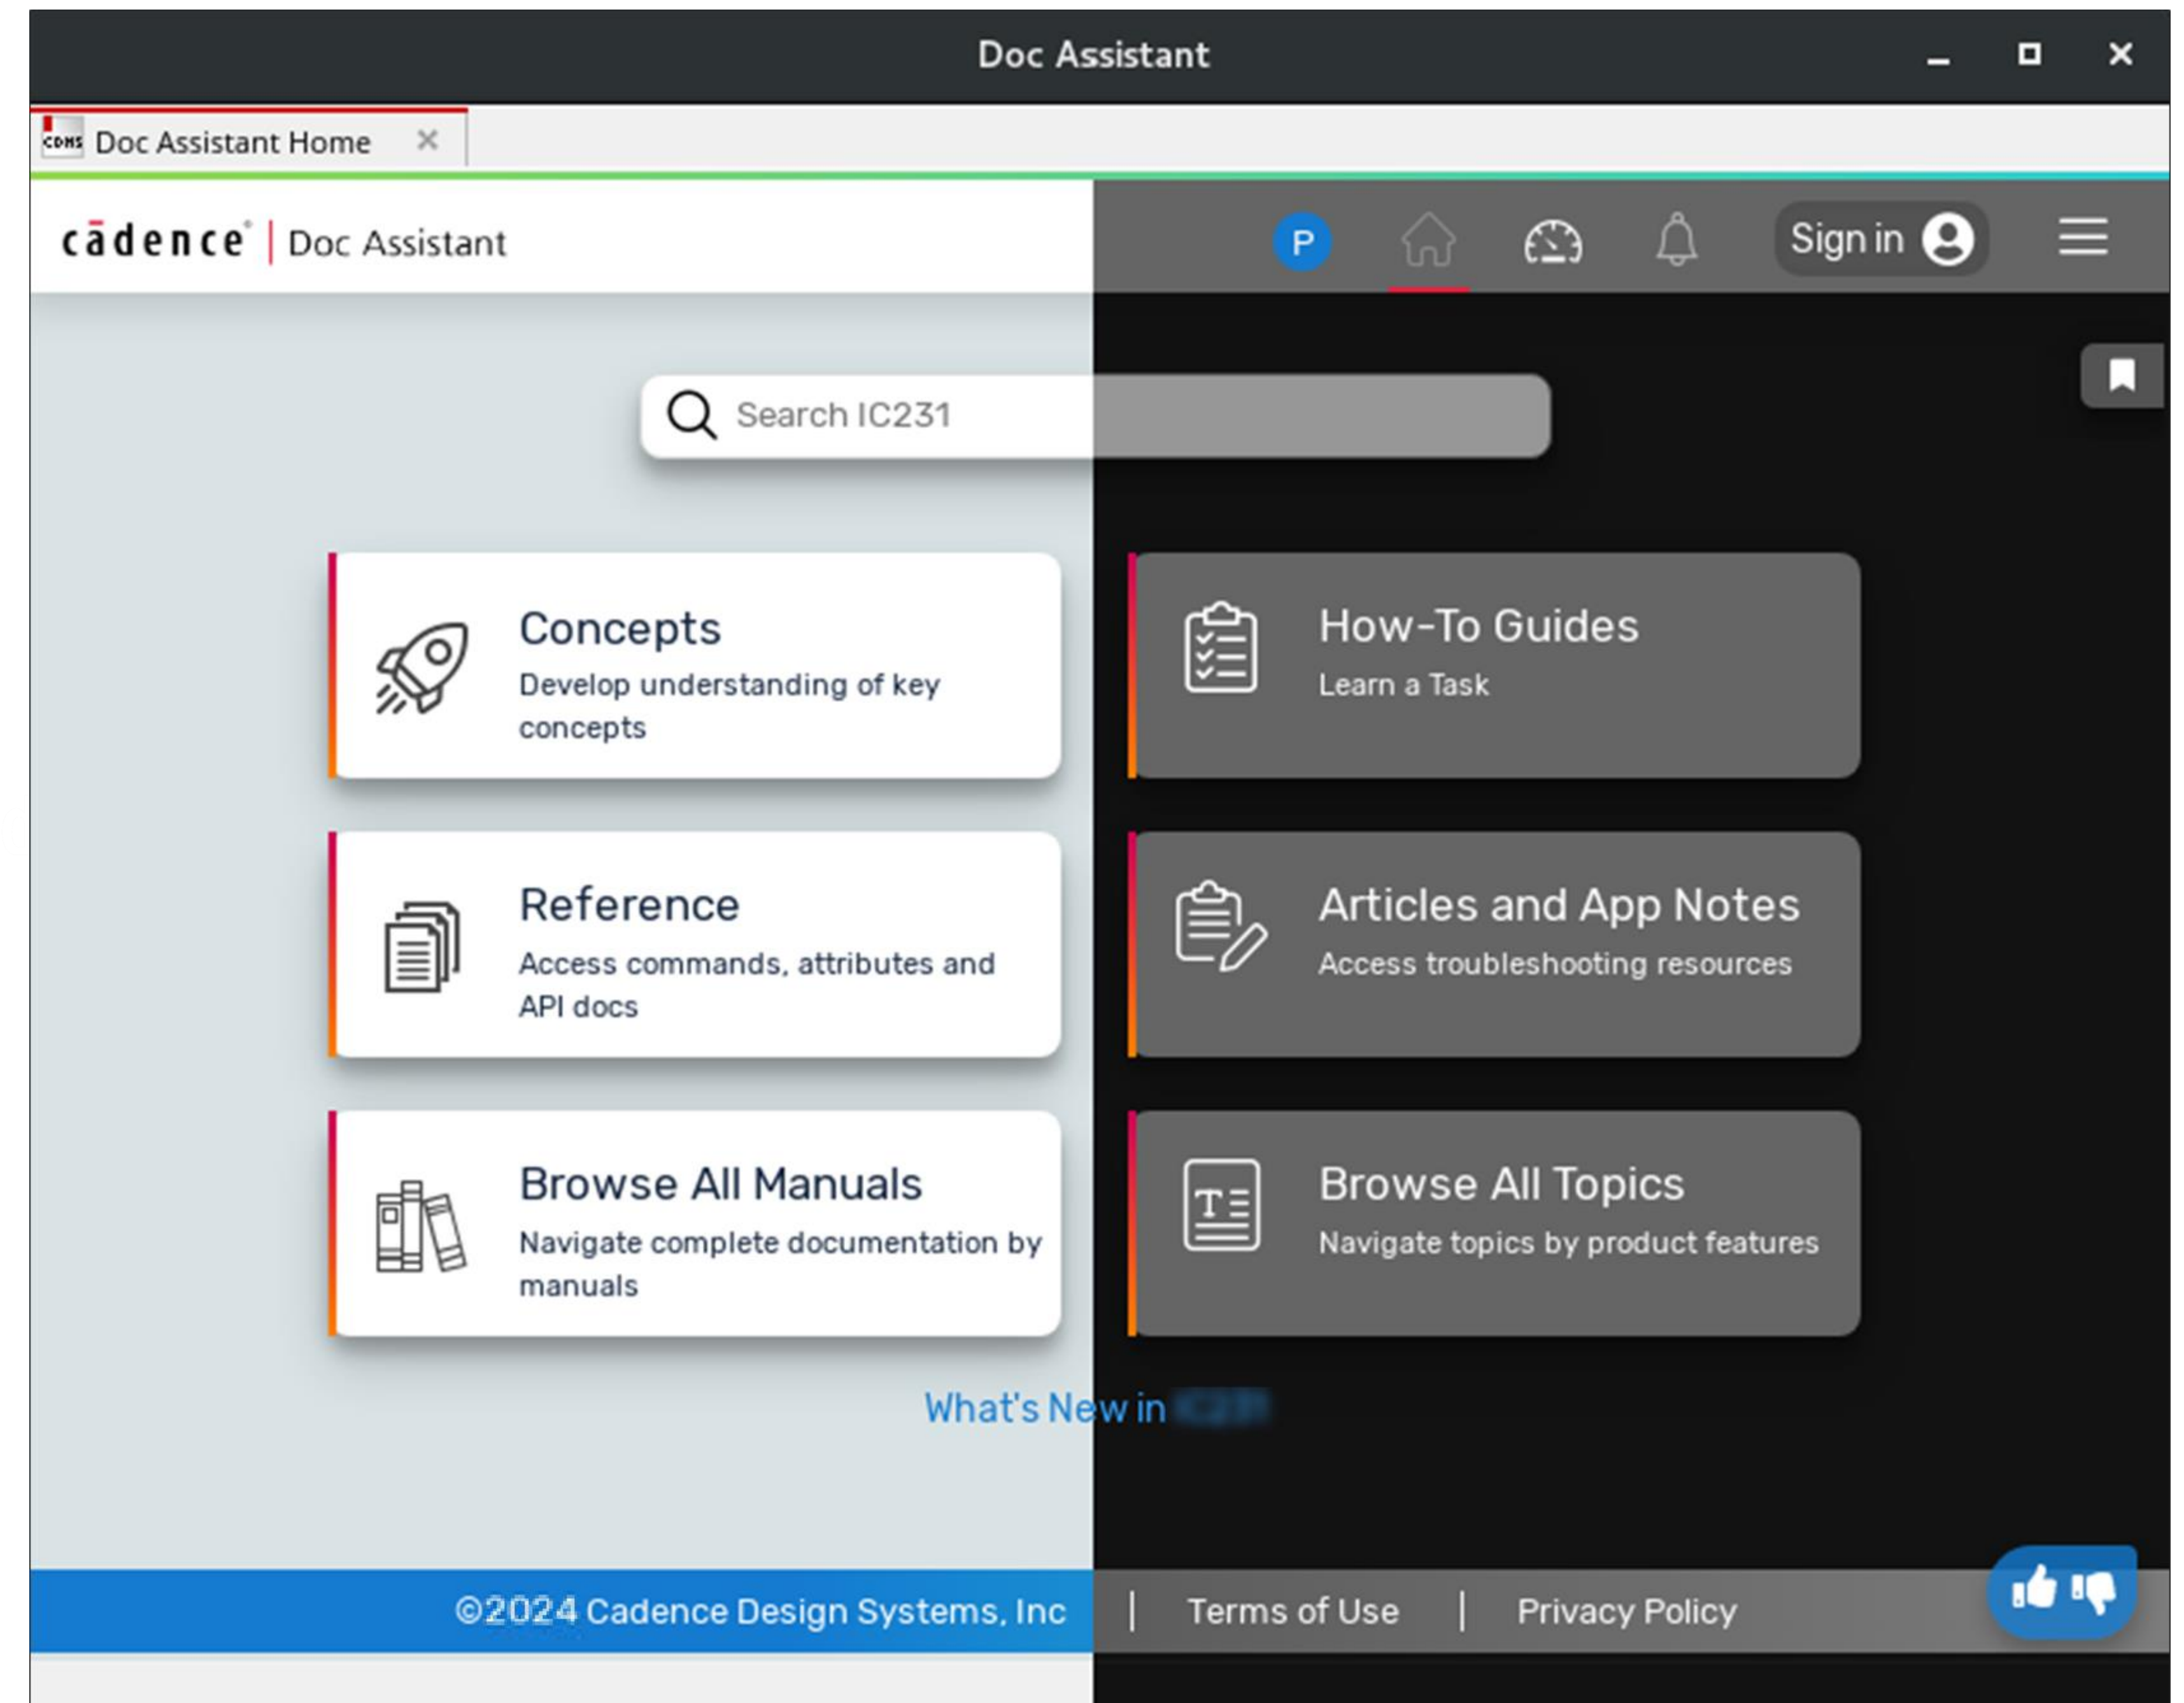 Doc Assistant
CDMS Doc Assistant Home
cādence® | Doc Assistant
P
Sign in
Search IC231
Concepts
Develop understanding of key
concepts
How-To Guides
Learn a Task
Reference
Access commands, attributes and
API docs
Articles and App Notes
Access troubleshooting resources
Browse All Manuals
Navigate complete documentation by
manuals
Browse All Topics
Navigate topics by product features
What's New in
©2024 Cadence Design Systems, Inc | Terms of Use | Privacy Policy